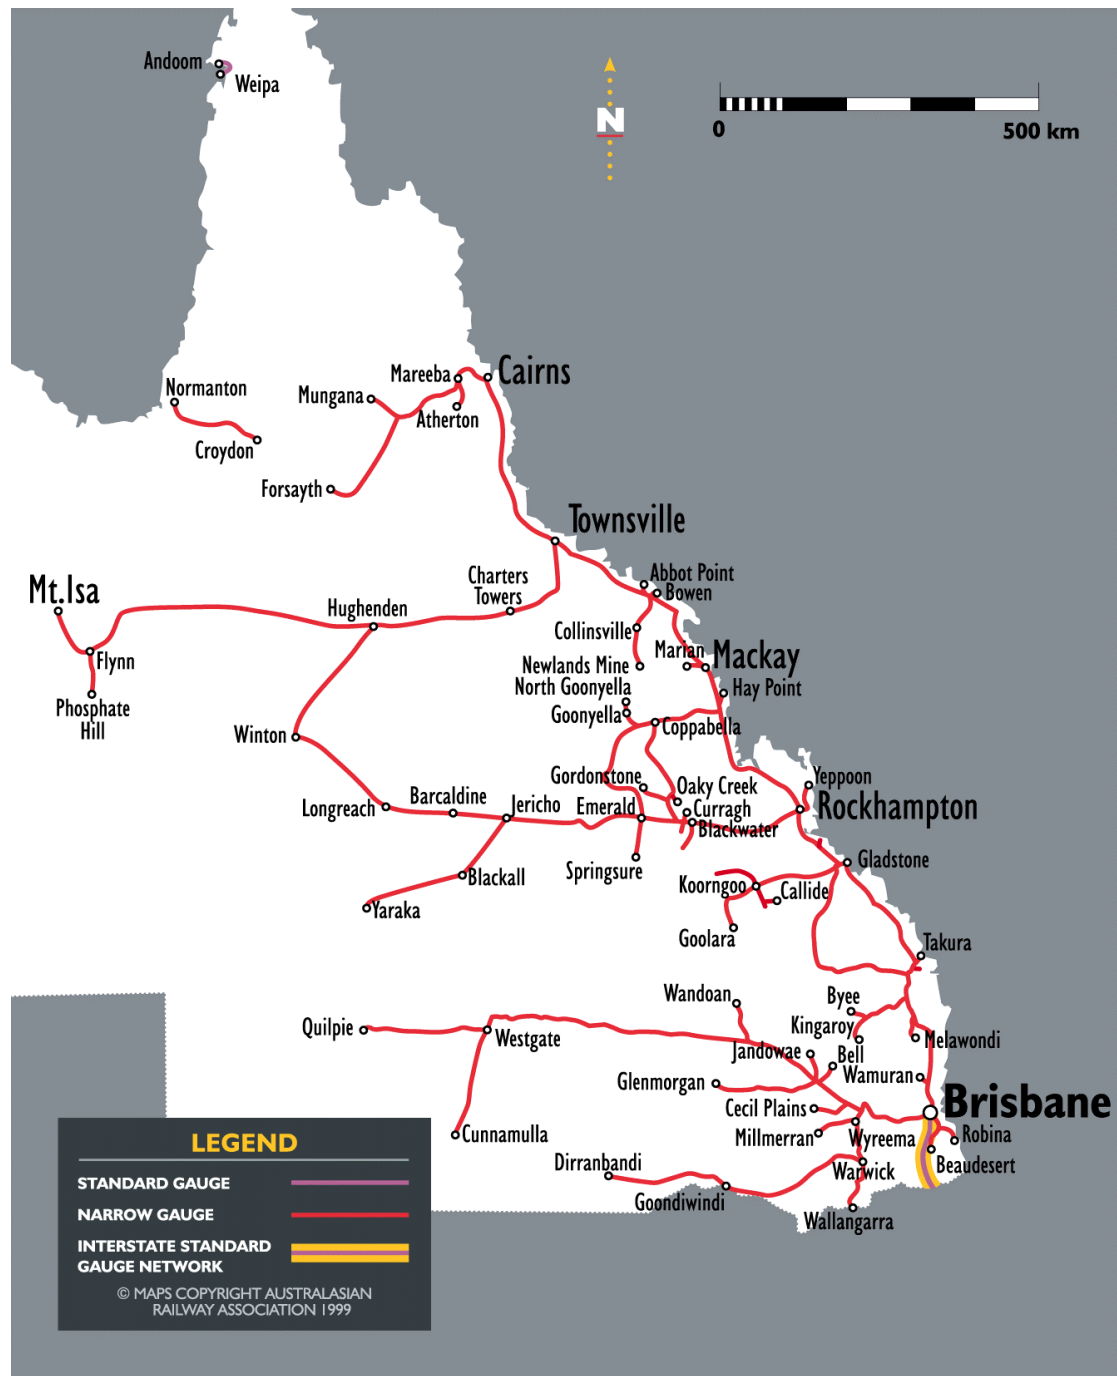 Andoom
Weipa
N
0
500 km
Normanton
Croydon
Mungana
Mareeba
Cairns
Atherton
Forsayth
Townsville
Mt.Isa
Charters
Towers
Hughenden
Abbot Point
Bowen
Collinsville
Flynn
Marian
Mackay
Newlands Mine
North Goonyella
Hay Point
Phosphate
Hill
Goonyella
Coppabella
Winton
Gordonstone
Oaky Creek
Yeppoon
Longreach
Barcaldine
Jericho
Emerald
Curragh
Rockhampton
Blackwater
Springsure
Gladstone
Blackall
Koorngoo
Callide
Yaraka
Goolara
Takura
Wandoan
Byee
Quilpie
Westgate
Kingaroy
Melawondi
Jandowae
Bell
Glenmorgan
Wamuran
Cecil Plains
Brisbane
Cunnamulla
Millmerran
Wyreema
Robina
Dirranbandi
Warwick
Beaudesert
Goondiwindi
Wallangarra
LEGEND
STANDARD GAUGE
NARROW GAUGE
INTERSTATE STANDARD
GAUGE NETWORK
© MAPS COPYRIGHT AUSTRALASIAN
RAILWAY ASSOCIATION 1999